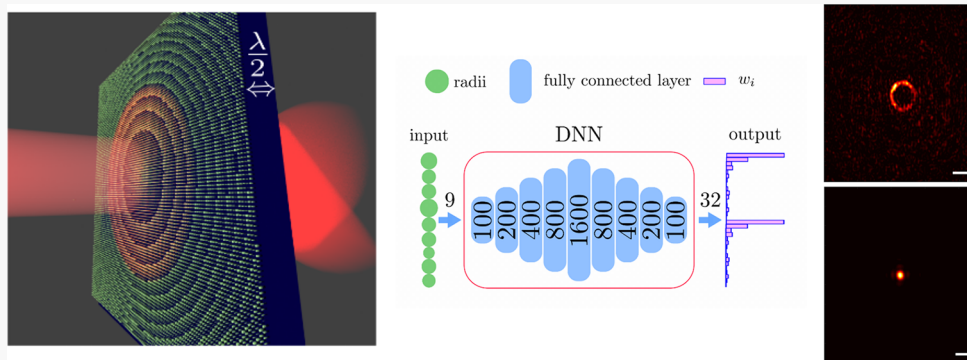 λ
2
⇔
radii
fully connected layer
w_i
input
DNN
output
9
100
200
400
800
1600
800
400
200
100
32